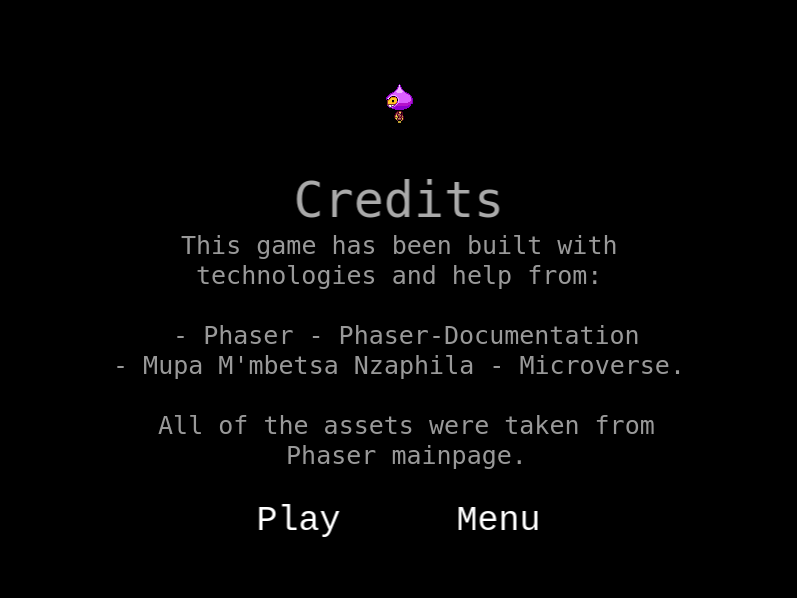 Credits
This game has been built with
technologies and help from:
- Phaser - Phaser-Documentation
- Mupa M'mbetsa Nzaphila - Microverse.
All of the assets were taken from
Phaser mainpage.
Play Menu